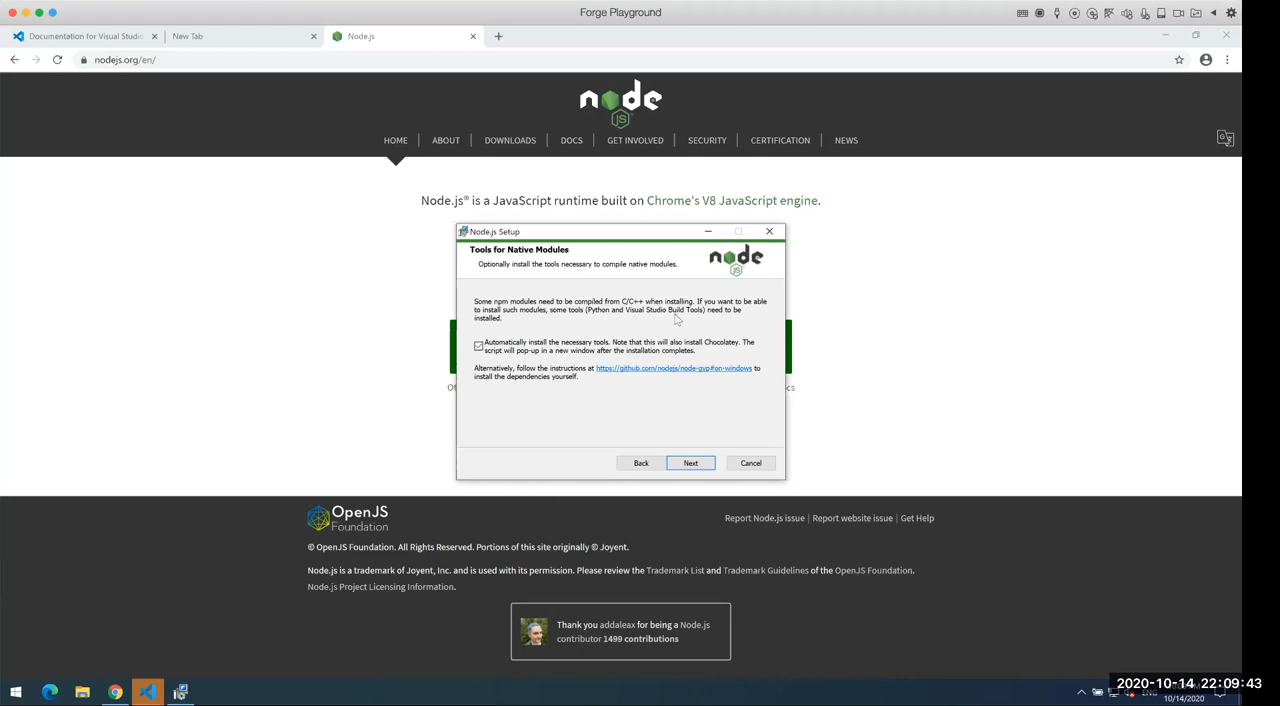 Forge Playground
Documentation for Visual Studio
New Tab
Node.js
nodejs.org/en/
node
JS
HOME
ABOUT
DOWNLOADS
DOCS
GET INVOLVED
SECURITY
CERTIFICATION
NEWS
Node.js® is a JavaScript runtime built on Chrome's V8 JavaScript engine.
Node.js Setup
Tools for Native Modules
Optionally install the tools necessary to compile native modules.
node
JS
Some npm modules need to be compiled from C/C++ when installing. If you want to be able
to install such modules, some tools (Python and Visual Studio Build Tools) need to be
installed.
Automatically install the necessary tools. Note that this will also install Chocolatey. The
script will pop-up in a new window after the installation completes.
Alternatively, follow the instructions at https://github.com/nodejs/node-gyp#on-windows to
install the dependencies yourself.
Back
Next
Cancel
OpenJS
Foundation
Report Node.js issue | Report website issue | Get Help
© OpenJS Foundation. All Rights Reserved. Portions of this site originally © Joyent.
Node.js is a trademark of Joyent, Inc. and is used with its permission. Please review the Trademark List and Trademark Guidelines of the OpenJS Foundation.
Node.js Project Licensing Information.
Thank you addaleax for being a Node.js
contributor 1499 contributions
2020-10-14 22:09:43
ENG
10/14/2020